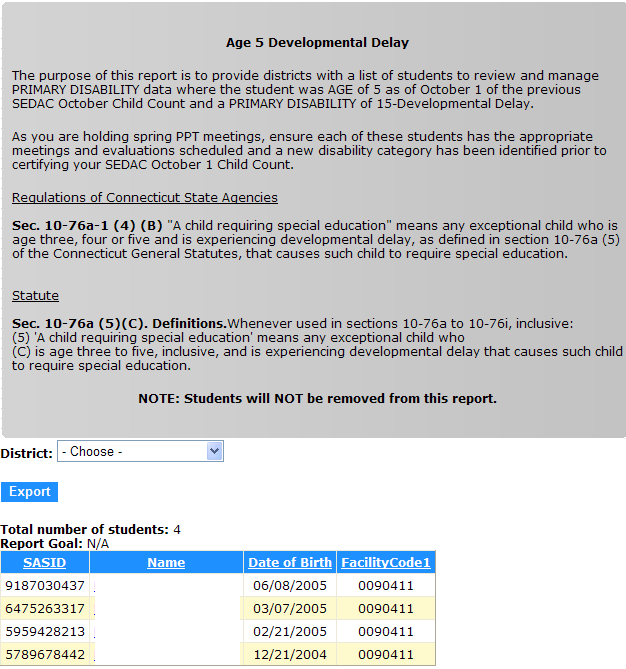 Age 5 Developmental Delay
The purpose of this report is to provide districts with a list of students to review and manage
PRIMARY DISABILITY data where the student was AGE of 5 as of October 1 of the previous
SEDAC October Child Count and a PRIMARY DISABILITY of 15-Developmental Delay.
As you are holding spring PPT meetings, ensure each of these students has the appropriate
meetings and evaluations scheduled and a new disability category has been identified prior to
certifying your SEDAC October 1 Child Count.
Regulations of Connecticut State Agencies
Sec. 10-76a-1 (4) (B) "A child requiring special education" means any exceptional child who is
age three, four or five and is experiencing developmental delay, as defined in section 10-76a (5)
of the Connecticut General Statutes, that causes such child to require special education.
Statute
Sec. 10-76a (5)(C). Definitions.Whenever used in sections 10-76a to 10-76i, inclusive:
(5) 'A child requiring special education' means any exceptional child who
(C) is age three to five, inclusive, and is experiencing developmental delay that causes such child
to require special education.
NOTE: Students will NOT be removed from this report.
District: - Choose -
Export
Total number of students: 4
Report Goal: N/A
SASID Name Date of Birth FacilityCode1
9187030437 06/08/2005 0090411
6475263317 03/07/2005 0090411
5959428213 02/21/2005 0090411
5789678442 12/21/2004 0090411